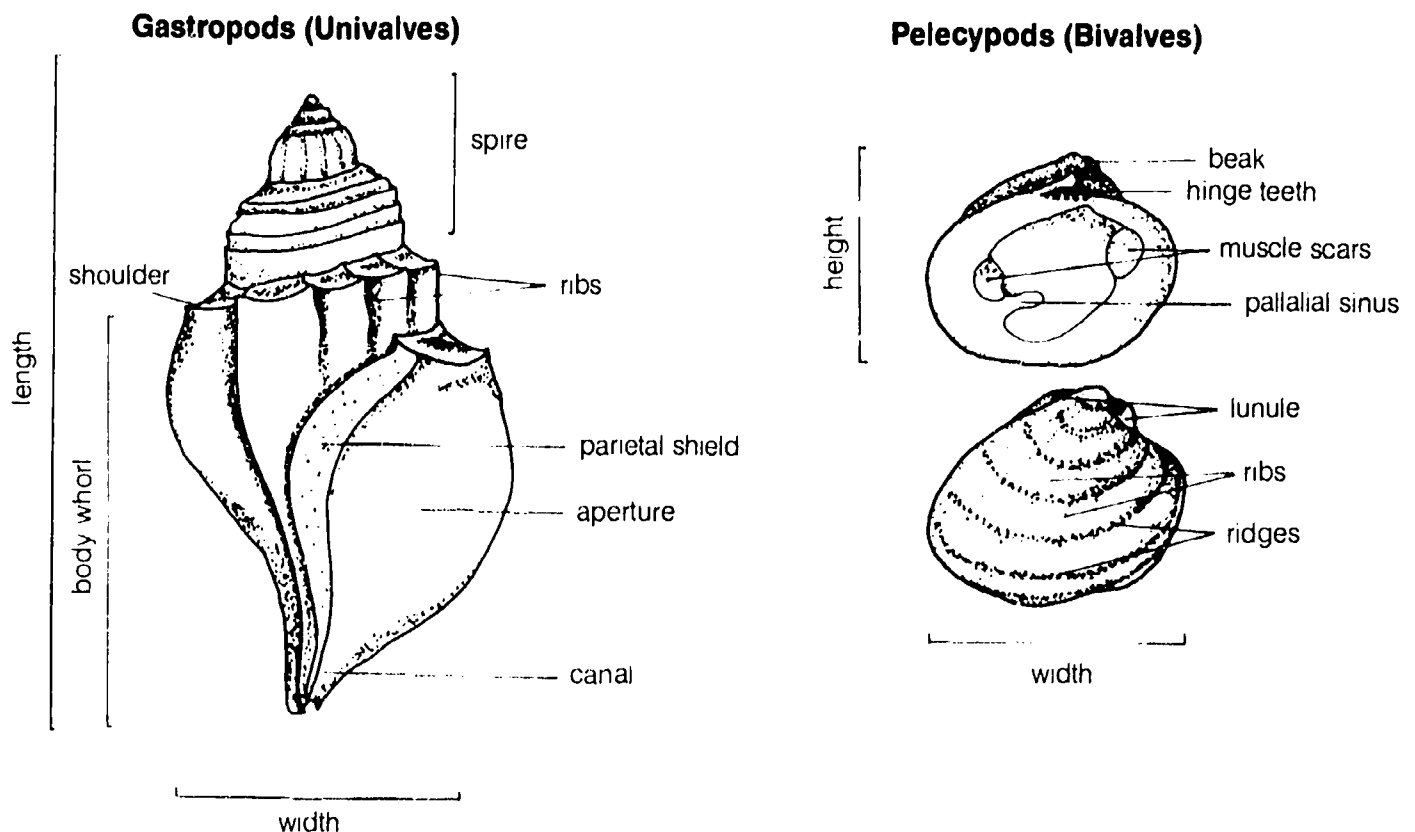 Gastropods (Univalves)
spire
shoulder
ribs
length
body whorl
parietal shield
aperture
canal
width
Pelecypods (Bivalves)
beak
hinge teeth
height
muscle scars
pallalial sinus
lunule
ribs
ridges
width